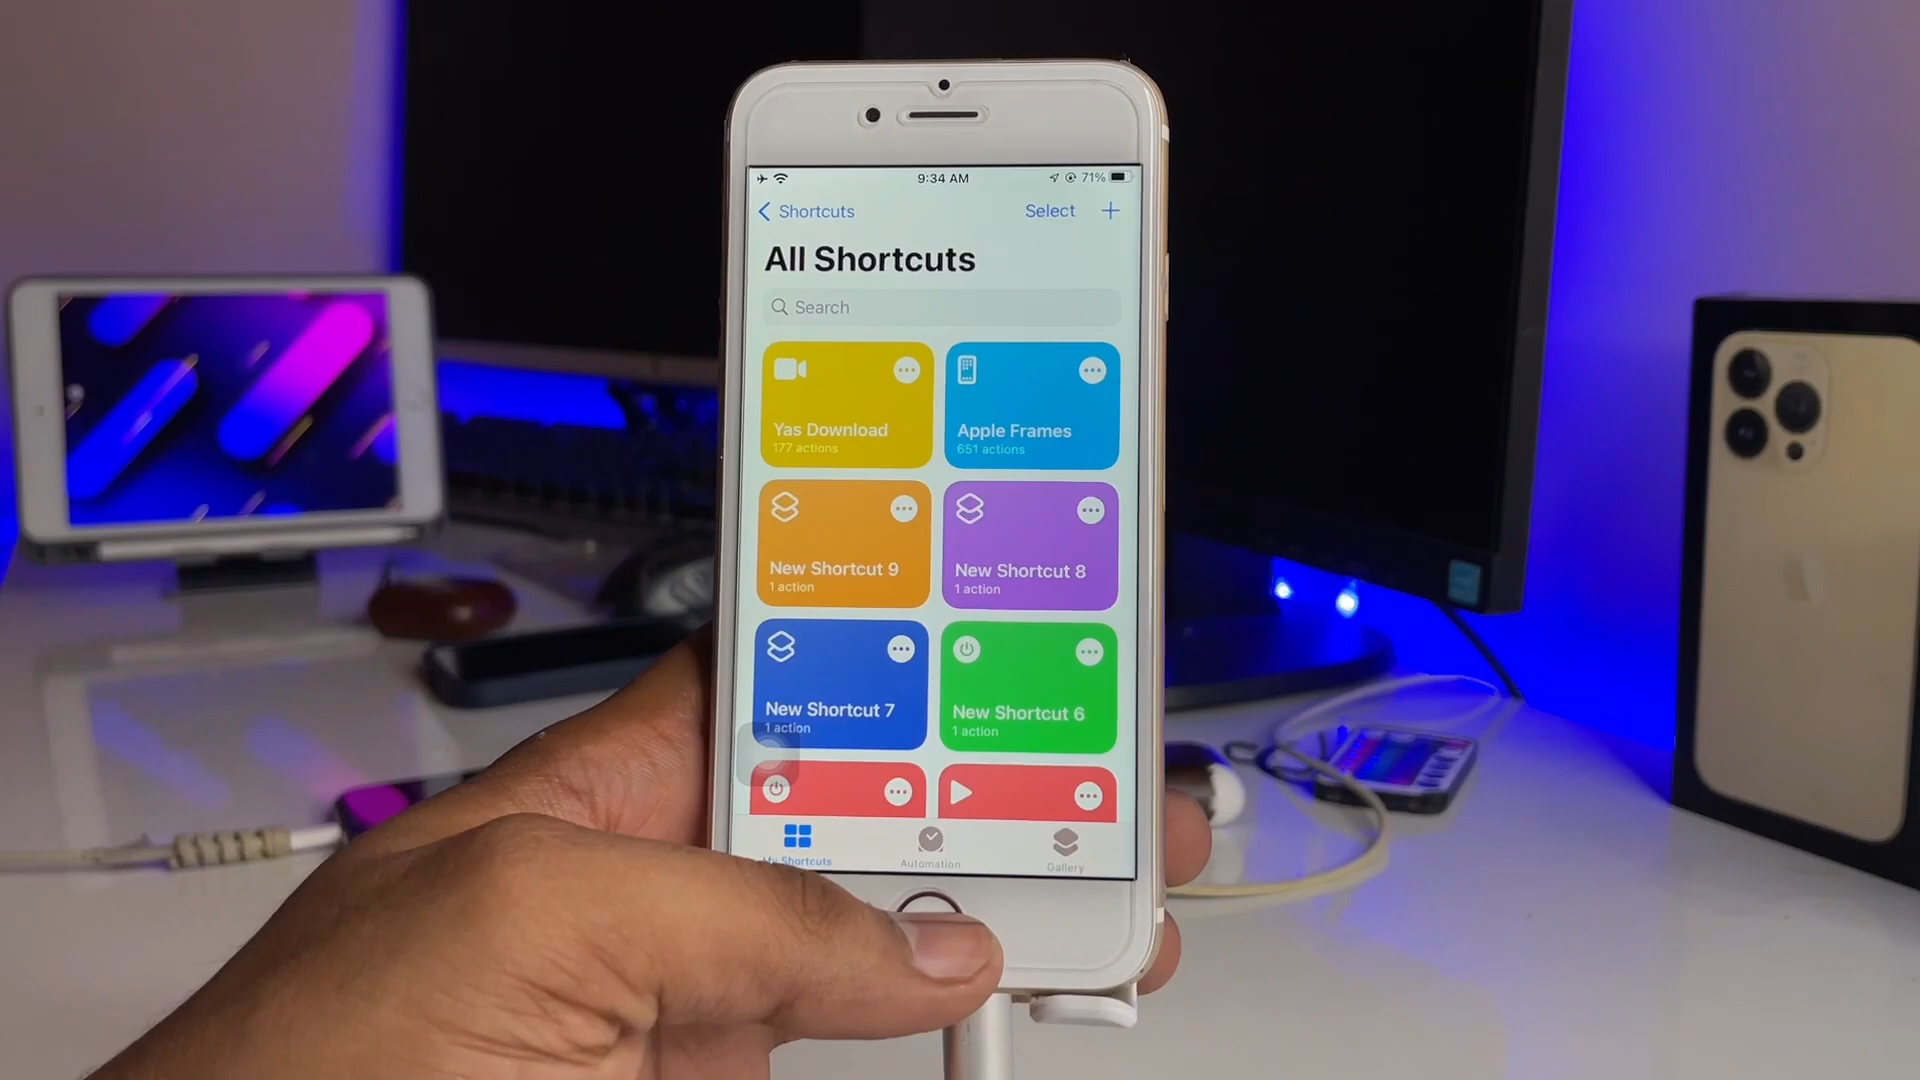 9:34 AM
71%
Shortcuts
Select
All Shortcuts
Search
Yas Download
177 actions
Apple Frames
651 actions
New Shortcut 9
1 action
New Shortcut 8
1 action
New Shortcut 7
1 action
New Shortcut 6
1 action
My Shortcuts
Automation
Gallery